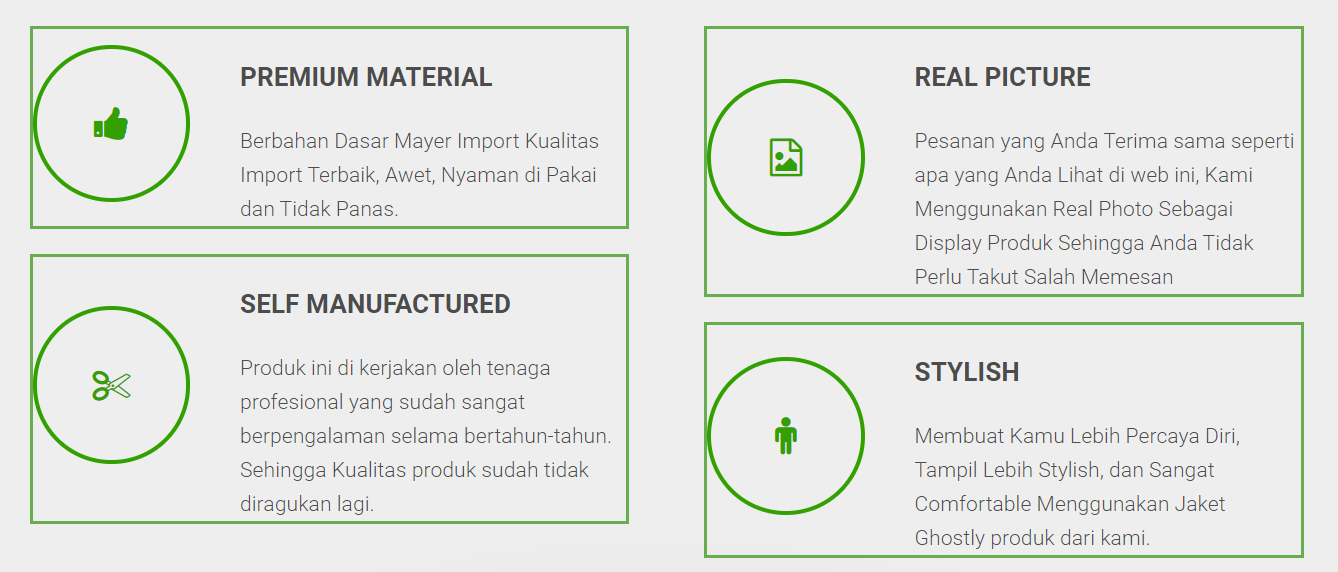 PREMIUM MATERIAL
Berbahan Dasar Mayer Import Kualitas
Import Terbaik, Awet, Nyaman di Pakai
dan Tidak Panas.
SELF MANUFACTURED
Produk ini di kerjakan oleh tenaga
profesional yang sudah sangat
berpengalaman selama bertahun-tahun.
Sehingga Kualitas produk sudah tidak
diragukan lagi.
REAL PICTURE
Pesanan yang Anda Terima sama seperti
apa yang Anda Lihat di web ini, Kami
Menggunakan Real Photo Sebagai
Display Produk Sehingga Anda Tidak
Perlu Takut Salah Memesan
STYLISH
Membuat Kamu Lebih Percaya Diri,
Tampil Lebih Stylish, dan Sangat
Comfortable Menggunakan Jaket
Ghostly produk dari kami.